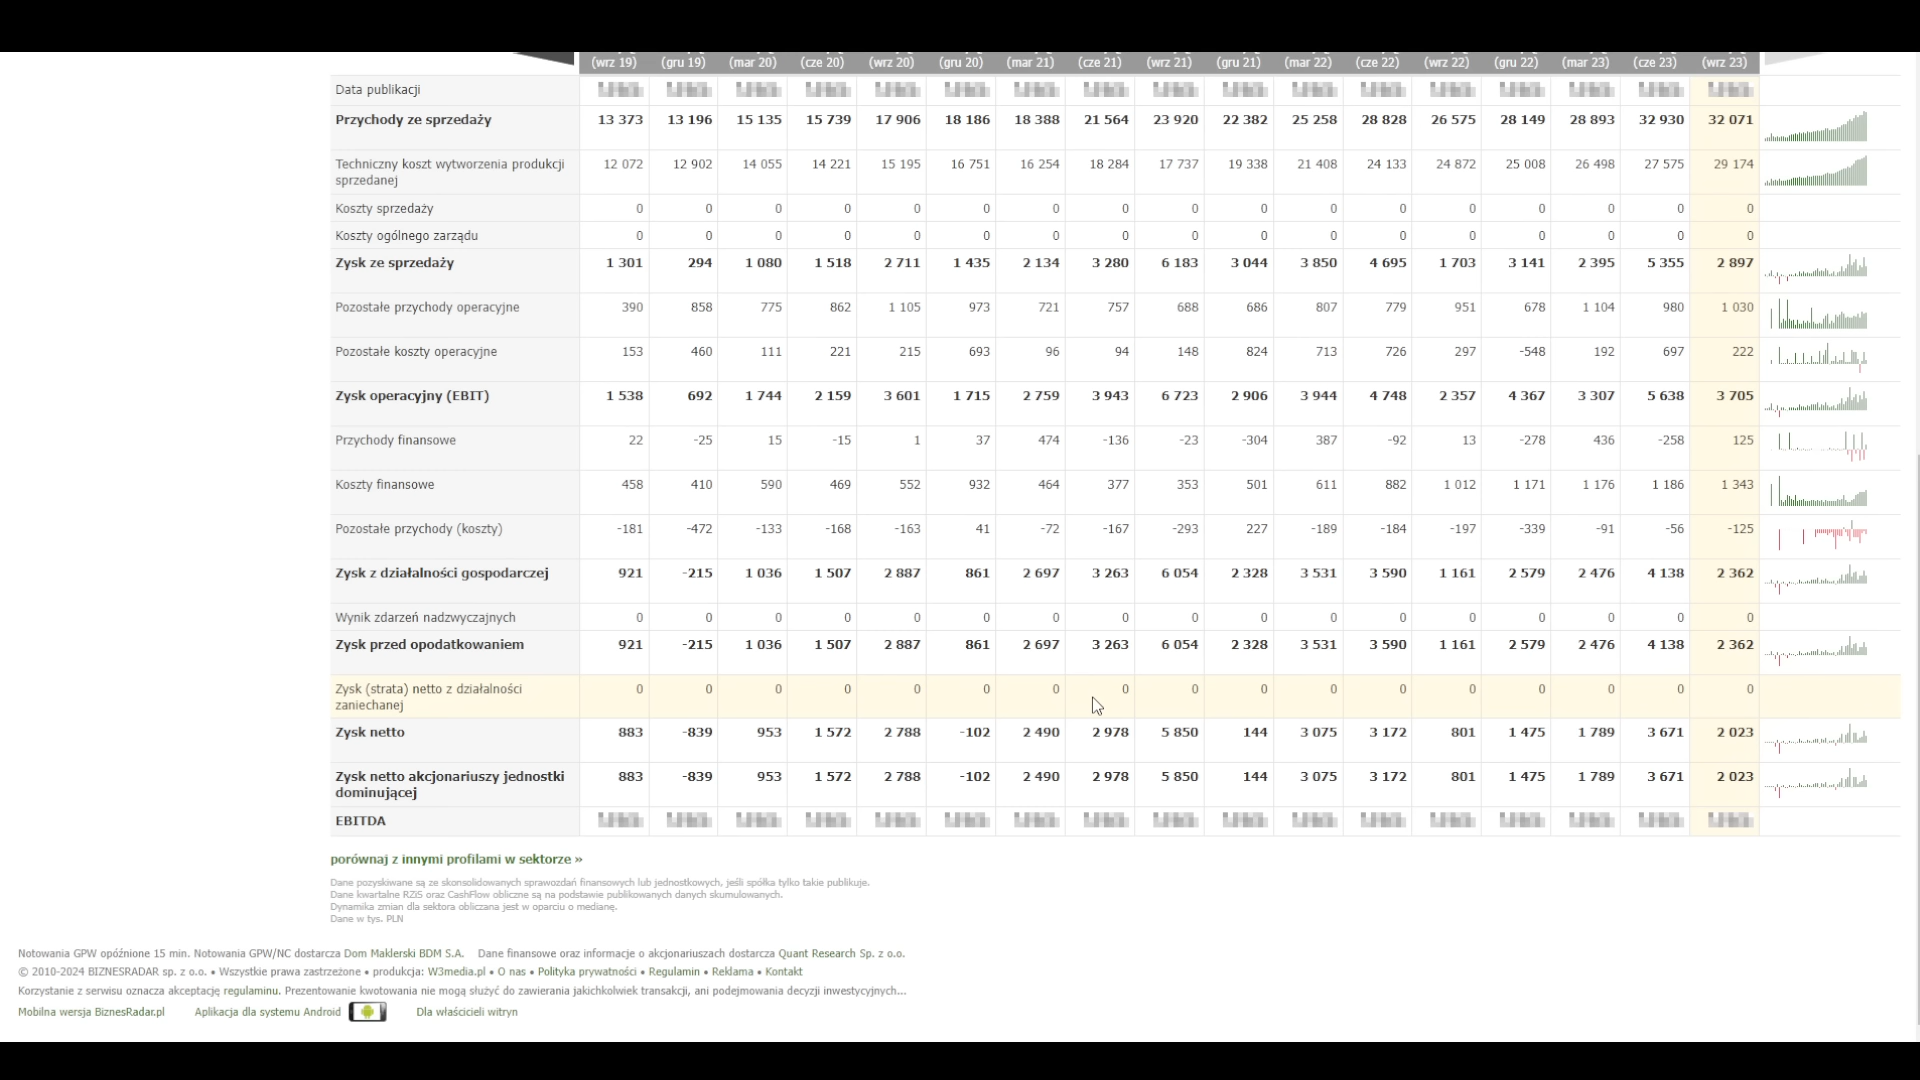 (wrz 19) (gru 19) (mar 20) (cze 20) (wrz 20) (gru 20) (mar 21) (cze 21) (wrz 21) (gru 21) (mar 22) (cze 22) (wrz 22) (gru 22) (mar 23) (cze 23) (wrz 23)
Data publikacji
Przychody ze sprzedaży 13 373 13 196 15 135 15 739 17 906 18 186 18 388 21 564 23 920 22 382 25 258 28 828 26 575 28 149 28 893 32 930 32 071
Techniczny koszt wytworzenia produkcji 12 072 12 902 14 055 14 221 15 195 16 751 16 254 18 284 17 737 19 338 21 408 24 133 24 872 25 008 26 498 27 575 29 174
sprzedanej
Koszty sprzedaży 0 0 0 0 0 0 0 0 0 0 0 0 0 0 0 0 0
Koszty ogólnego zarządu 0 0 0 0 0 0 0 0 0 0 0 0 0 0 0 0 0
Zysk ze sprzedaży 1 301 294 1 080 1 518 2 711 1 435 2 134 3 280 6 183 3 044 3 850 4 695 1 703 3 141 2 395 5 355 2 897
Pozostałe przychody operacyjne 390 858 775 862 1 105 973 721 757 688 686 807 779 951 678 1 104 980 1 030
Pozostałe koszty operacyjne 153 460 111 221 215 693 96 94 148 824 713 726 297 -548 192 697 222
Zysk operacyjny (EBIT) 1 538 692 1 744 2 159 3 601 1 715 2 759 3 943 6 723 2 906 3 944 4 748 2 357 4 367 3 307 5 638 3 705
Przychody finansowe 22 -25 15 -15 1 37 474 -136 -23 -304 387 -92 13 -278 436 -258 125
Koszty finansowe 458 410 590 469 552 932 464 377 353 501 611 882 1 012 1 171 1 176 1 186 1 343
Pozostałe przychody (koszty) -181 -472 -133 -168 -163 41 -72 -167 -293 227 -189 -184 -197 -339 -91 -56 -125
Zysk z działalności gospodarczej 921 -215 1 036 1 507 2 887 861 2 697 3 263 6 054 2 328 3 531 3 590 1 161 2 579 2 476 4 138 2 362
Wynik zdarzeń nadzwyczajnych 0 0 0 0 0 0 0 0 0 0 0 0 0 0 0 0 0
Zysk przed opodatkowaniem 921 -215 1 036 1 507 2 887 861 2 697 3 263 6 054 2 328 3 531 3 590 1 161 2 579 2 476 4 138 2 362
Zysk (strata) netto z działalności 0 0 0 0 0 0 0 0 0 0 0 0 0 0 0 0 0
zaniechanej
Zysk netto 883 -839 953 1 572 2 788 -102 2 490 2 978 5 850 144 3 075 3 172 801 1 475 1 789 3 671 2 023
Zysk netto akcjonariuszy jednostki 883 -839 953 1 572 2 788 -102 2 490 2 978 5 850 144 3 075 3 172 801 1 475 1 789 3 671 2 023
dominującej
EBITDA
porównaj z innymi profilami w sektorze »
Dane pozyskiwane są ze skonsolidowanych sprawozdań finansowych lub jednostkowych, jeśli spółka tylko takie publikuje.
Dane kwartalne RZiS oraz CashFlow obliczne są na podstawie publikowanych danych skumulowanych.
Dynamika zmian dla sektora obliczana jest w oparciu o medianę.
Dane w tys. PLN
Notowania GPW opóźnione 15 min. Notowania GPW/NC dostarcza Dom Maklerski BDM S.A. Dane finansowe oraz informacje o akcjonariuszach dostarcza Quant Research Sp. z o.o.
© 2010-2024 BIZNESRADAR sp. z o.o. • Wszystkie prawa zastrzeżone • produkcja: W3media.pl • O nas • Polityka prywatności • Regulamin • Reklama • Kontakt
Korzystanie z serwisu oznacza akceptację regulaminu. Prezentowane kwotowania nie mogą służyć do zawierania jakichkolwiek transakcji, ani podejmowania decyzji inwestycyjnych...
Mobilna wersja BiznesRadar.pl Aplikacja dla systemu Android Dla właścicieli witryn